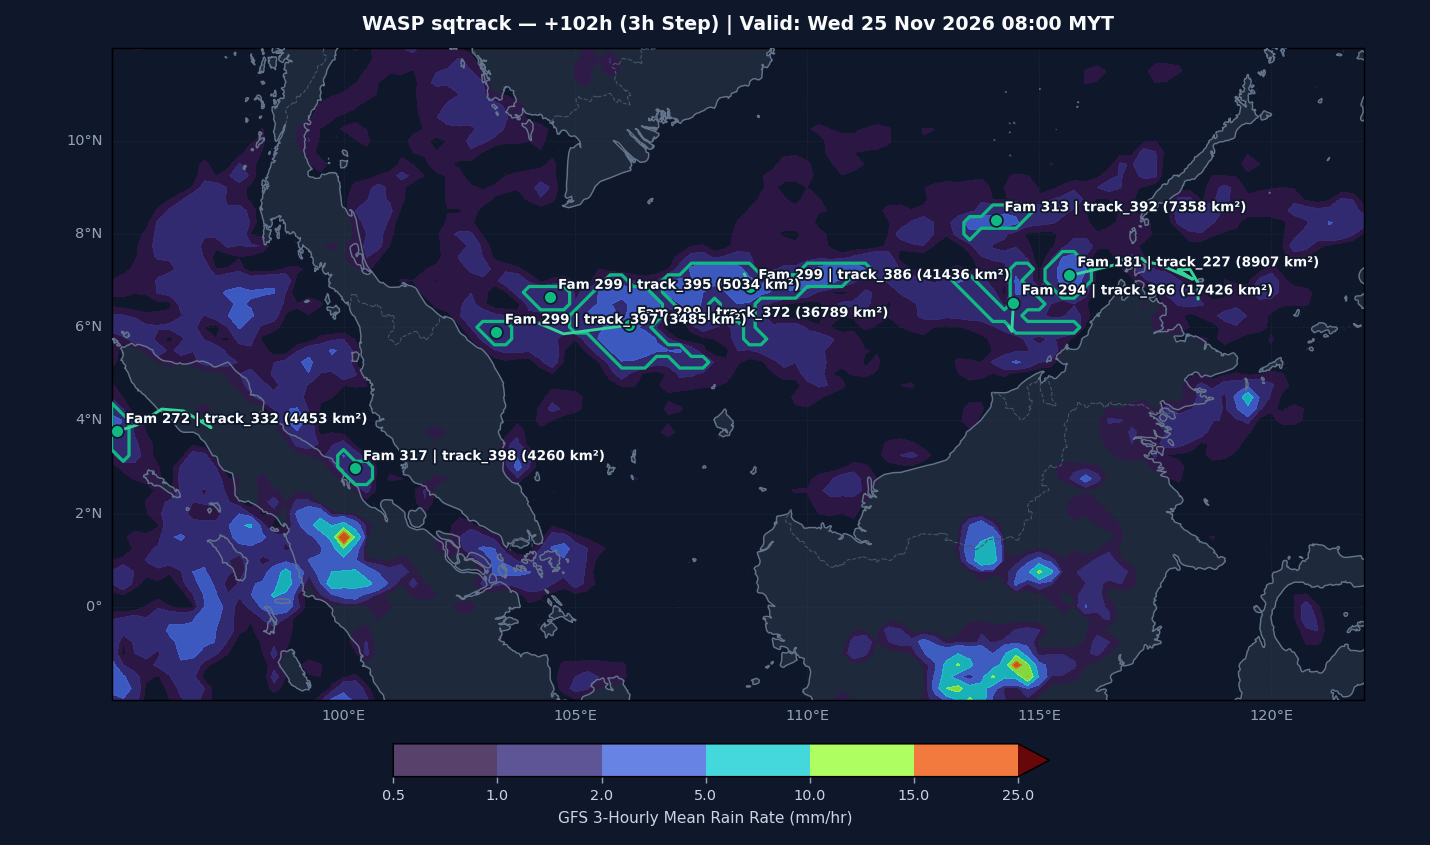 WASP sqtrack — +102h (3h Step) | Valid: Wed 25 Nov 2026 08:00 MYT
10°N
8°N
6°N
4°N
2°N
0°
Fam 313 | track_392 (7358 km²)
Fam 181 | track_227 (8907 km²)
Fam 299 | track_386 (41436 km²)
Fam 299 | track_395 (5034 km²)
Fam 294 | track_366 (17426 km²)
Fam 299 | track_372 (36789 km²)
Fam 299 | track_397 (3485 km²)
Fam 272 | track_332 (4453 km²)
Fam 317 | track_398 (4260 km²)
100°E 105°E 110°E 115°E 120°E
0.5 1.0 2.0 5.0 10.0 15.0 25.0
GFS 3-Hourly Mean Rain Rate (mm/hr)